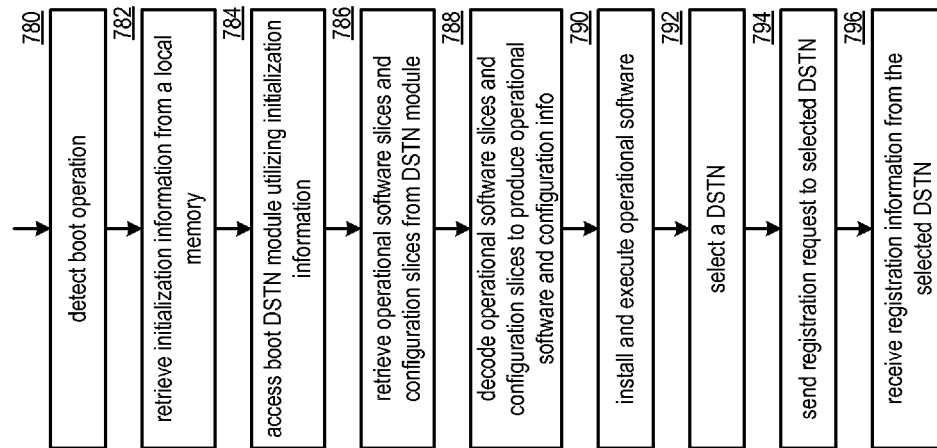 780
detect boot operation
782
retrieve initialization information from a local
memory
784
access boot DSTN module utilizing initialization
information
786
retrieve operational software slices and
configuration slices from DSTN module
788
decode operational software slices and
configuration slices to produce operational
software and configuration info
790
install and execute operational software
792
select a DSTN
794
send registration request to selected DSTN
796
receive registration information from the
selected DSTN